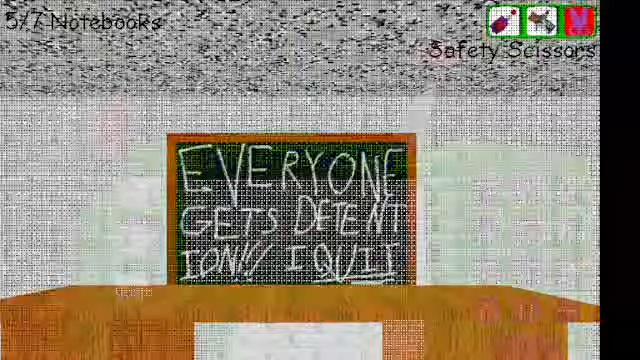 5/7 Notebooks
Safety Scissors
EVERYONE
GETS DETENT
ION!!! I QUIT